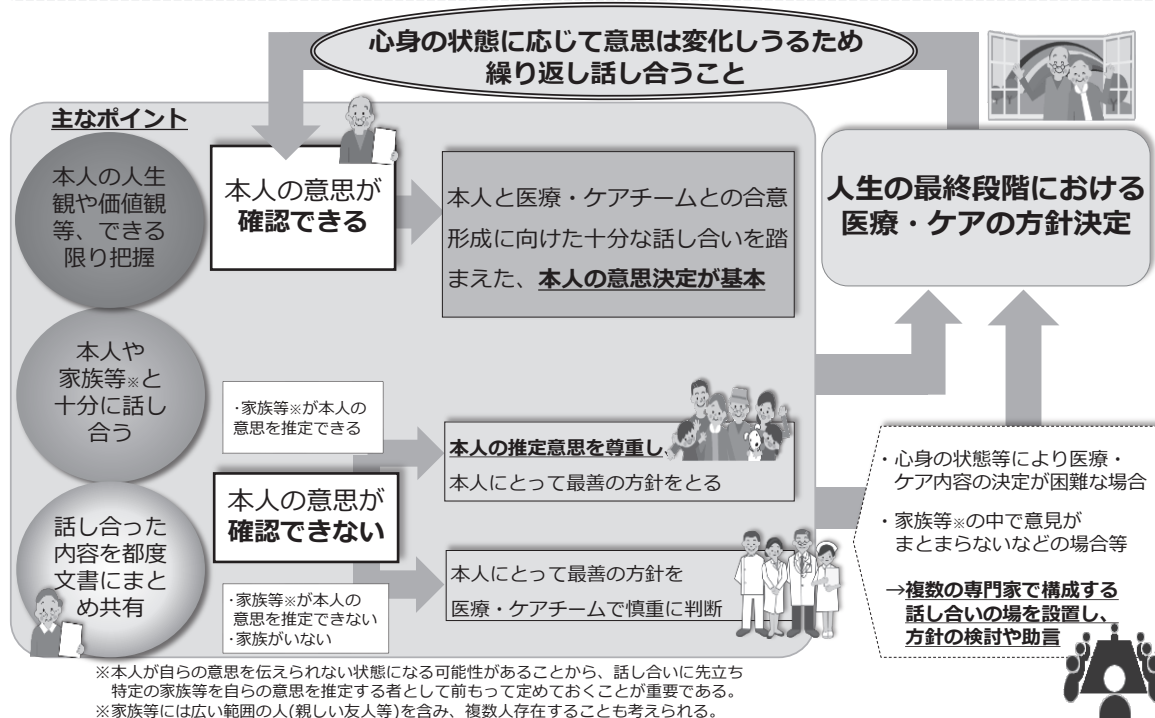 心身の状態に応じて意思は変化しうるため
繰り返し話し合うこと
主なポイント
本人の人生
観や価値観
等、できる
限り把握
本人や
家族等※と
十分に話し
合う
話し合った
内容を都度
文書にまと
め共有
本人の意思が
確認できる
本人と医療・ケアチームとの合意
形成に向けた十分な話し合いを踏
まえた、本人の意思決定が基本
・家族等※が本人の
意思を推定できる
本人の意思が
確認できない
・家族等※が本人の
意思を推定できない
・家族がいない
本人の推定意思を尊重し、
本人にとって最善の方針をとる
本人にとって最善の方針を
医療・ケアチームで慎重に判断
人生の最終段階における
医療・ケアの方針決定
・心身の状態等により医療・
ケア内容の決定が困難な場合
・家族等※の中で意見が
まとまらないなどの場合等
→複数の専門家で構成する
話し合いの場を設置し、
方針の検討や助言
※本人が自らの意思を伝えられない状態になる可能性があることから、話し合いに先立ち
特定の家族等を自らの意思を推定する者として前もって定めておくことが重要である。
※家族等には広い範囲の人(親しい友人等)を含み、複数人存在することも考えられる。